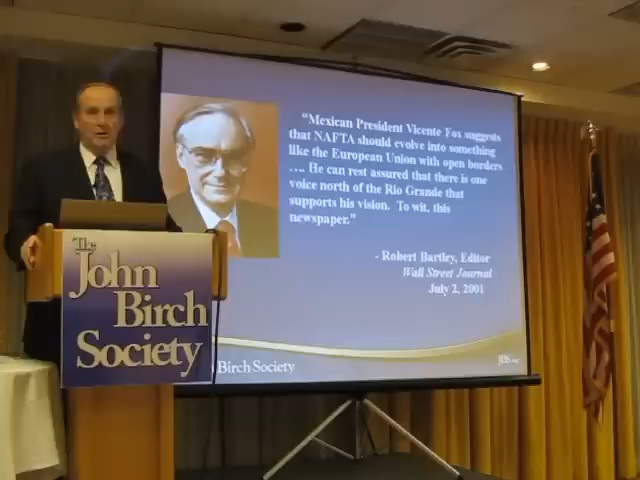 "Mexican President Vicente Fox suggests
that NAFTA should evolve into something
like the European Union with open borders
…. He can rest assured that there is one
voice north of the Rio Grande that
supports his vision. To wit, this
newspaper."
- Robert Bartley, Editor
Wall Street Journal
July 2, 2001
The
John
Birch
Society
Birch Society
JBS.org